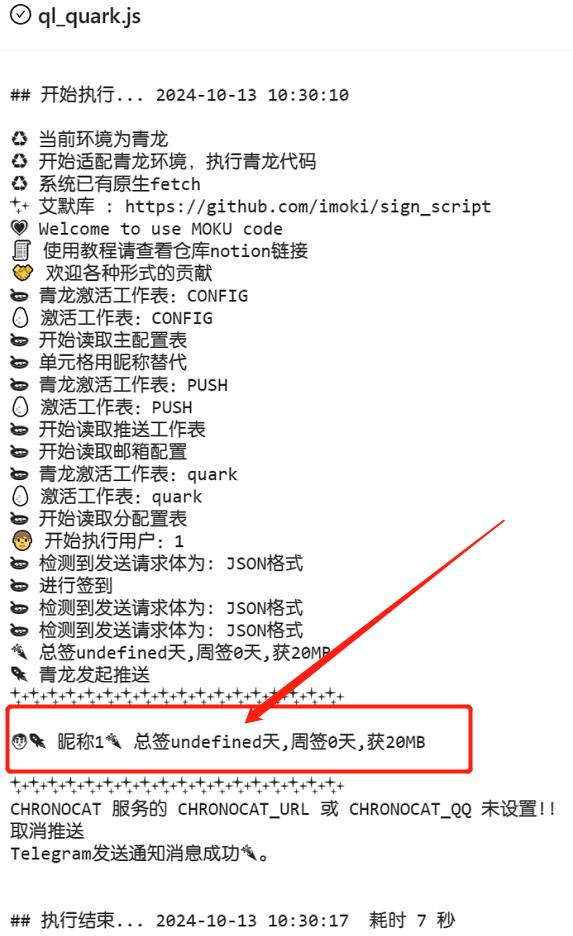 ql_quark.js
## 开始执行... 2024-10-13 10:30:10
♻️ 当前环境为青龙
♻️ 开始适配青龙环境，执行青龙代码
♻️ 系统已有原生fetch
✨ 艾默库 : https://github.com/imoki/sign_script
💗 Welcome to use MOKU code
📜 使用教程请查看仓库notion链接
🤝 欢迎各种形式的贡献
🍳 青龙激活工作表: CONFIG
🥚 激活工作表: CONFIG
🍳 开始读取主配置表
🍳 单元格用昵称替代
🍳 青龙激活工作表: PUSH
🥚 激活工作表: PUSH
🍳 开始读取推送工作表
🍳 开始读取邮箱配置
🍳 青龙激活工作表: quark
🥚 激活工作表: quark
🍳 开始读取分配置表
🧑 开始执行用户: 1
🍳 检测到发送请求体为: JSON格式
🍳 进行签到
🍳 检测到发送请求体为: JSON格式
🍳 检测到发送请求体为: JSON格式
🎉 总签undefined天,周签0天,获20MB
🚀 青龙发起推送
✨✨✨✨✨✨✨✨✨✨✨✨✨✨✨✨✨✨
👨🚀 昵称1🎉 总签undefined天,周签0天,获20MB
✨✨✨✨✨✨✨✨✨✨✨✨✨✨✨✨✨✨
CHRONOCAT 服务的 CHRONOCAT_URL 或 CHRONOCAT_QQ 未设置!!
取消推送
Telegram发送通知消息成功🎉。
## 执行结束... 2024-10-13 10:30:17  耗时 7 秒